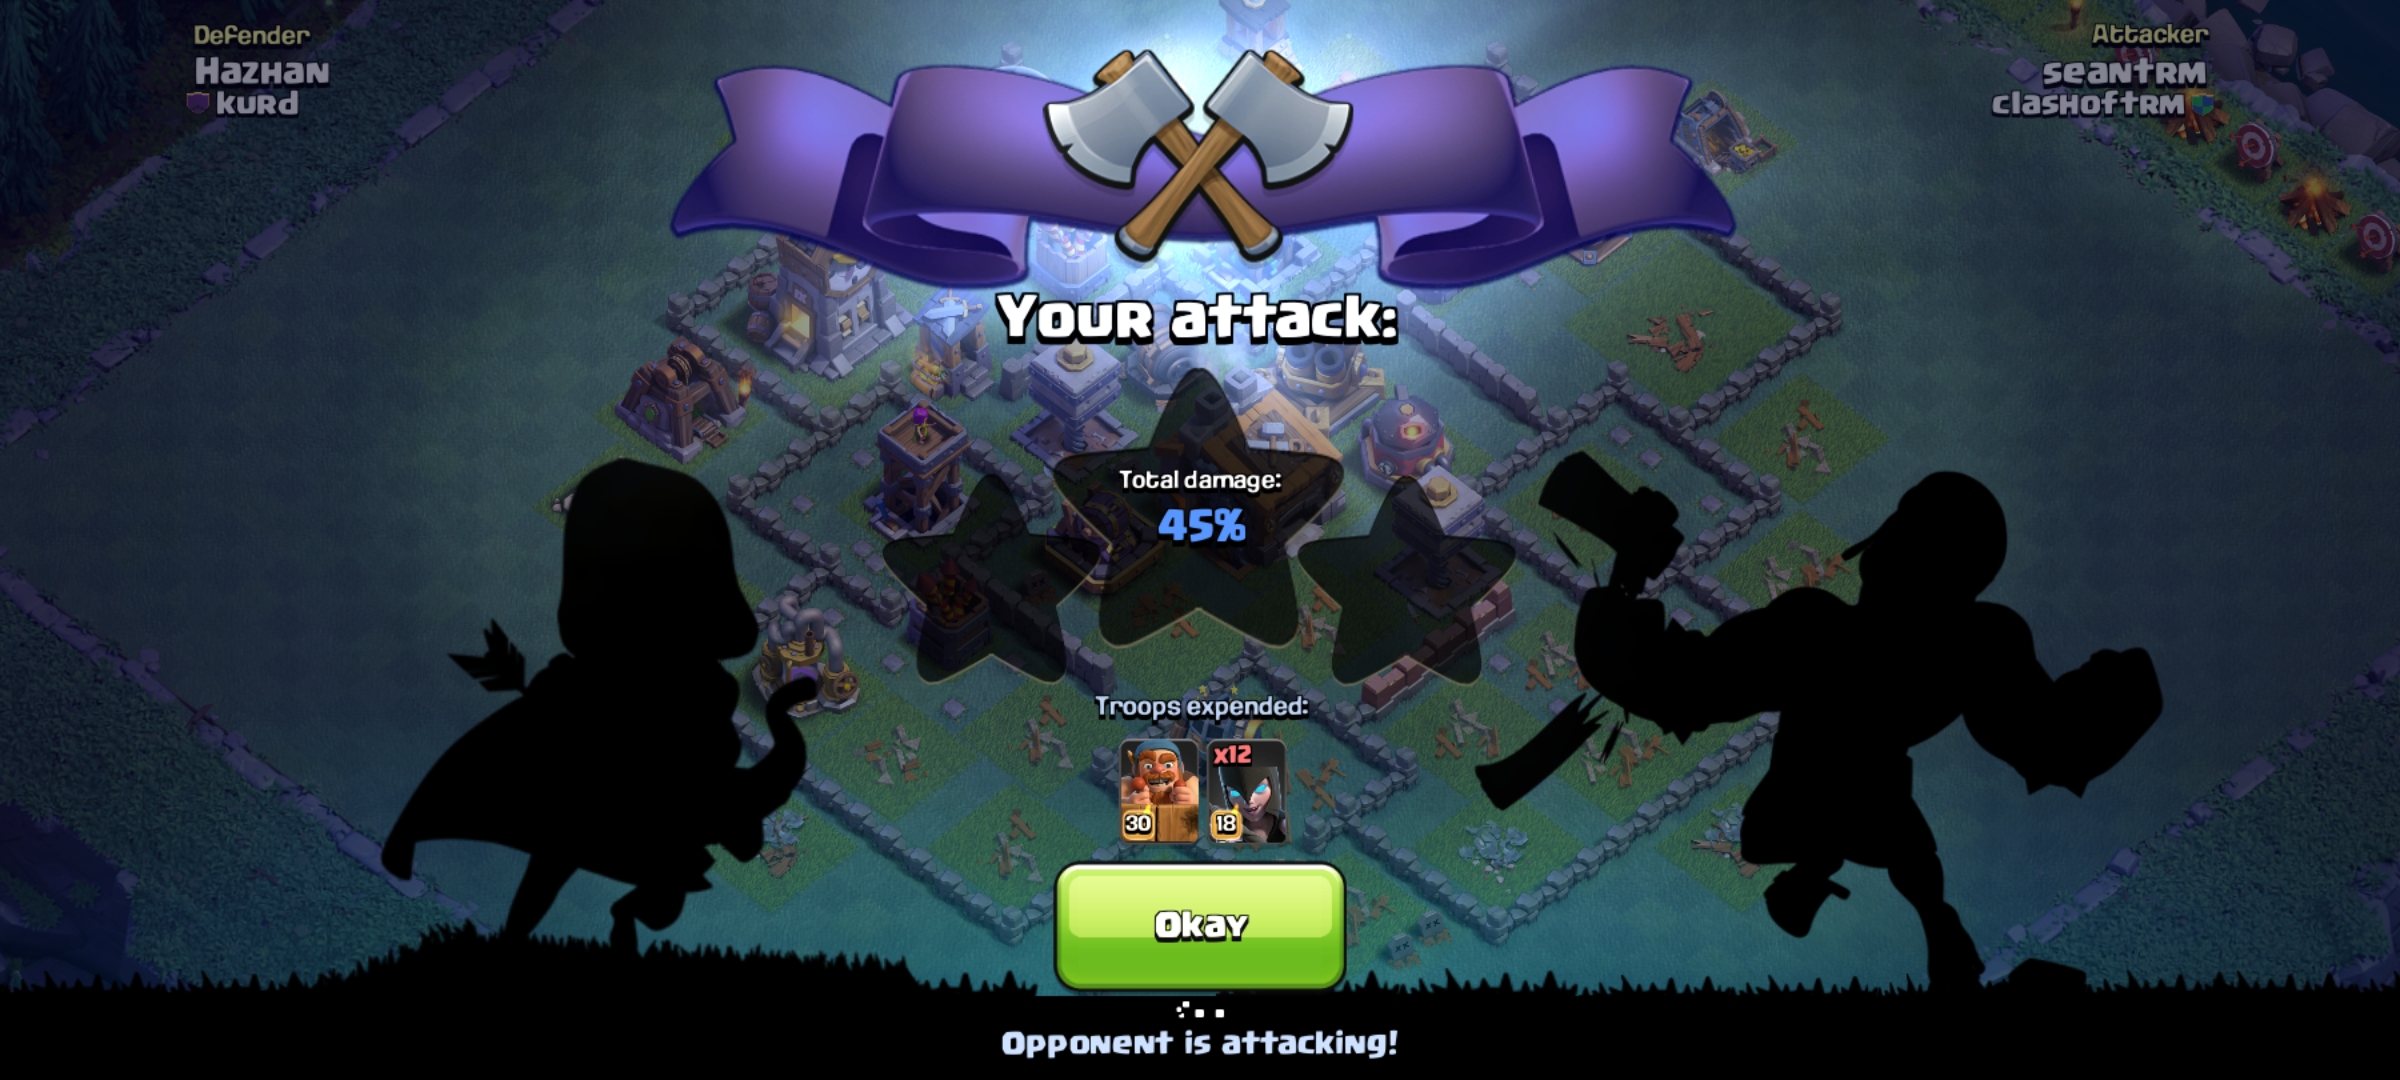 Defender
Hazhan
kurd
Attacker
seantrm
clashoftrm
Your attack:
Total damage:
45%
Troops expended:
x12
30
18
Okay
Opponent is attacking!